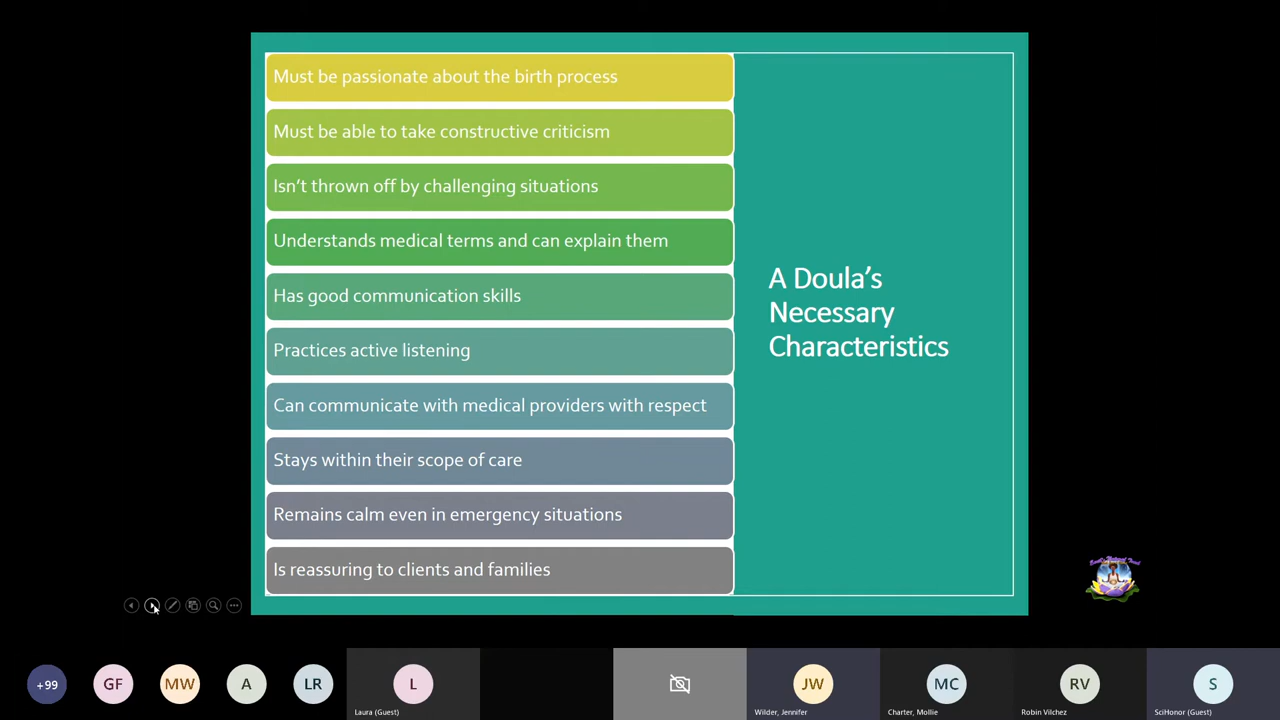 Must be passionate about the birth process
Must be able to take constructive criticism
Isn't thrown off by challenging situations
Understands medical terms and can explain them
Has good communication skills
Practices active listening
Can communicate with medical providers with respect
Stays within their scope of care
Remains calm even in emergency situations
Is reassuring to clients and families
A Doula's
Necessary
Characteristics
+99
GF
MW
A
LR
L
Laura (Guest)
JW
Wilder, Jennifer
MC
Charter, Mollie
RV
Robin Vilchez
S
SciHonor (Guest)